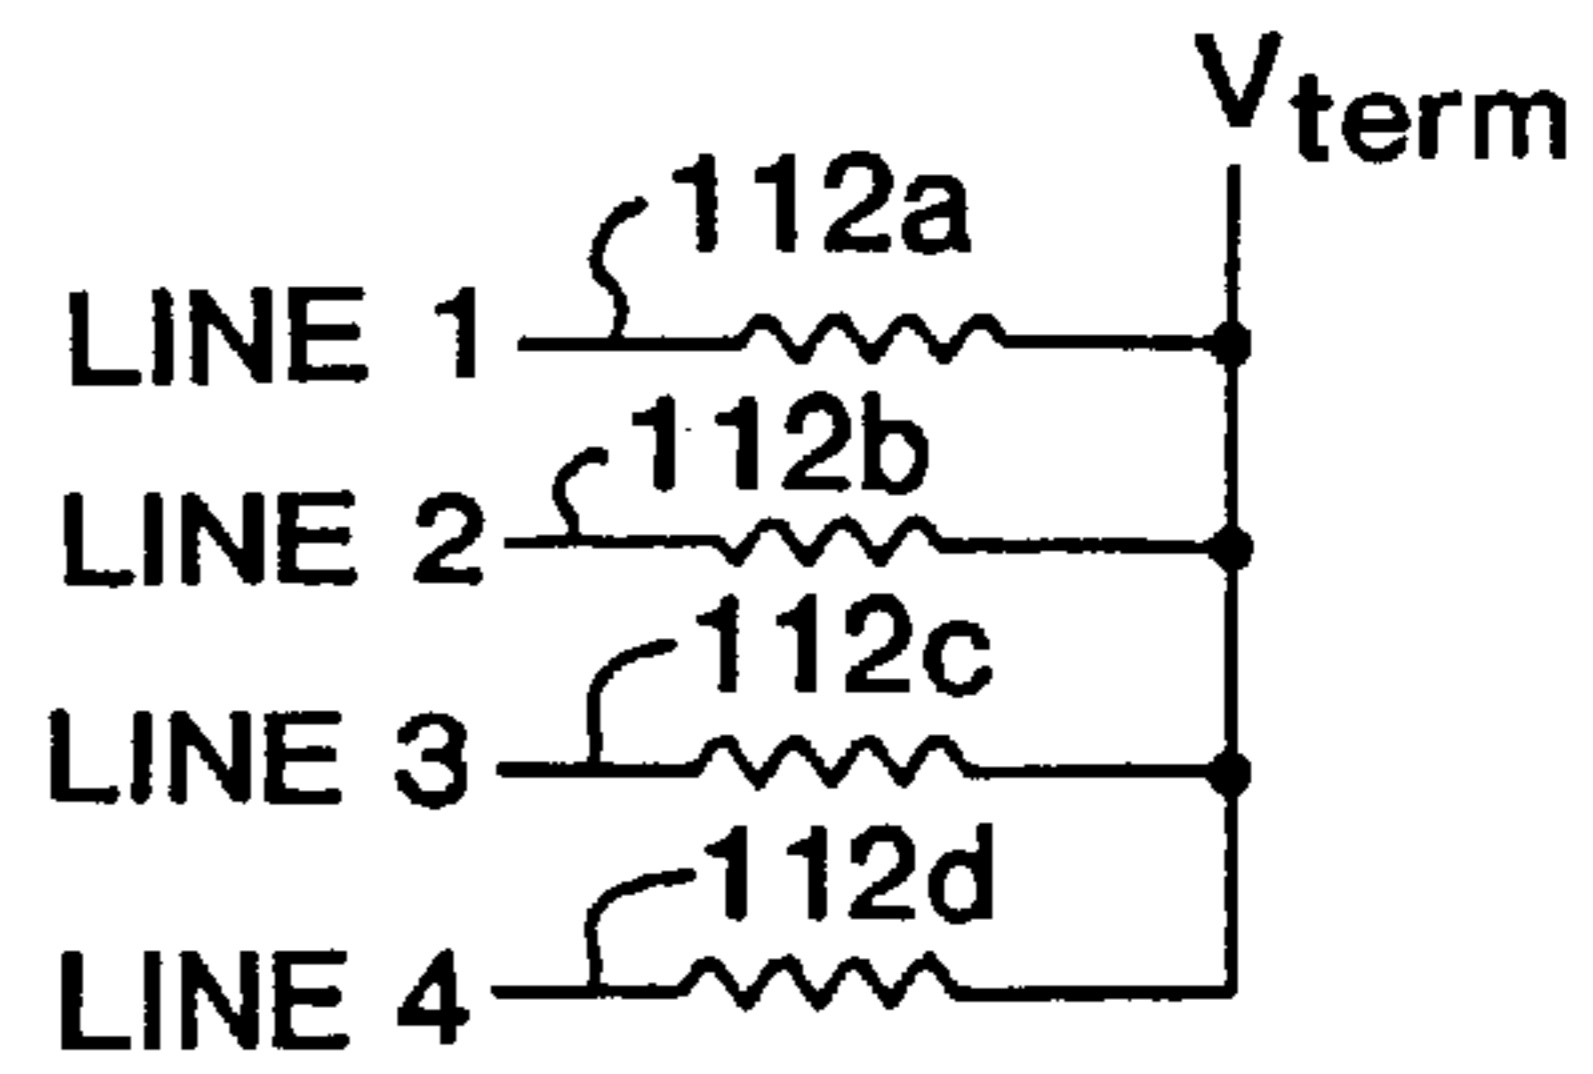 Vterm
112a
LINE 1
112b
LINE 2
112c
LINE 3
112d
LINE 4